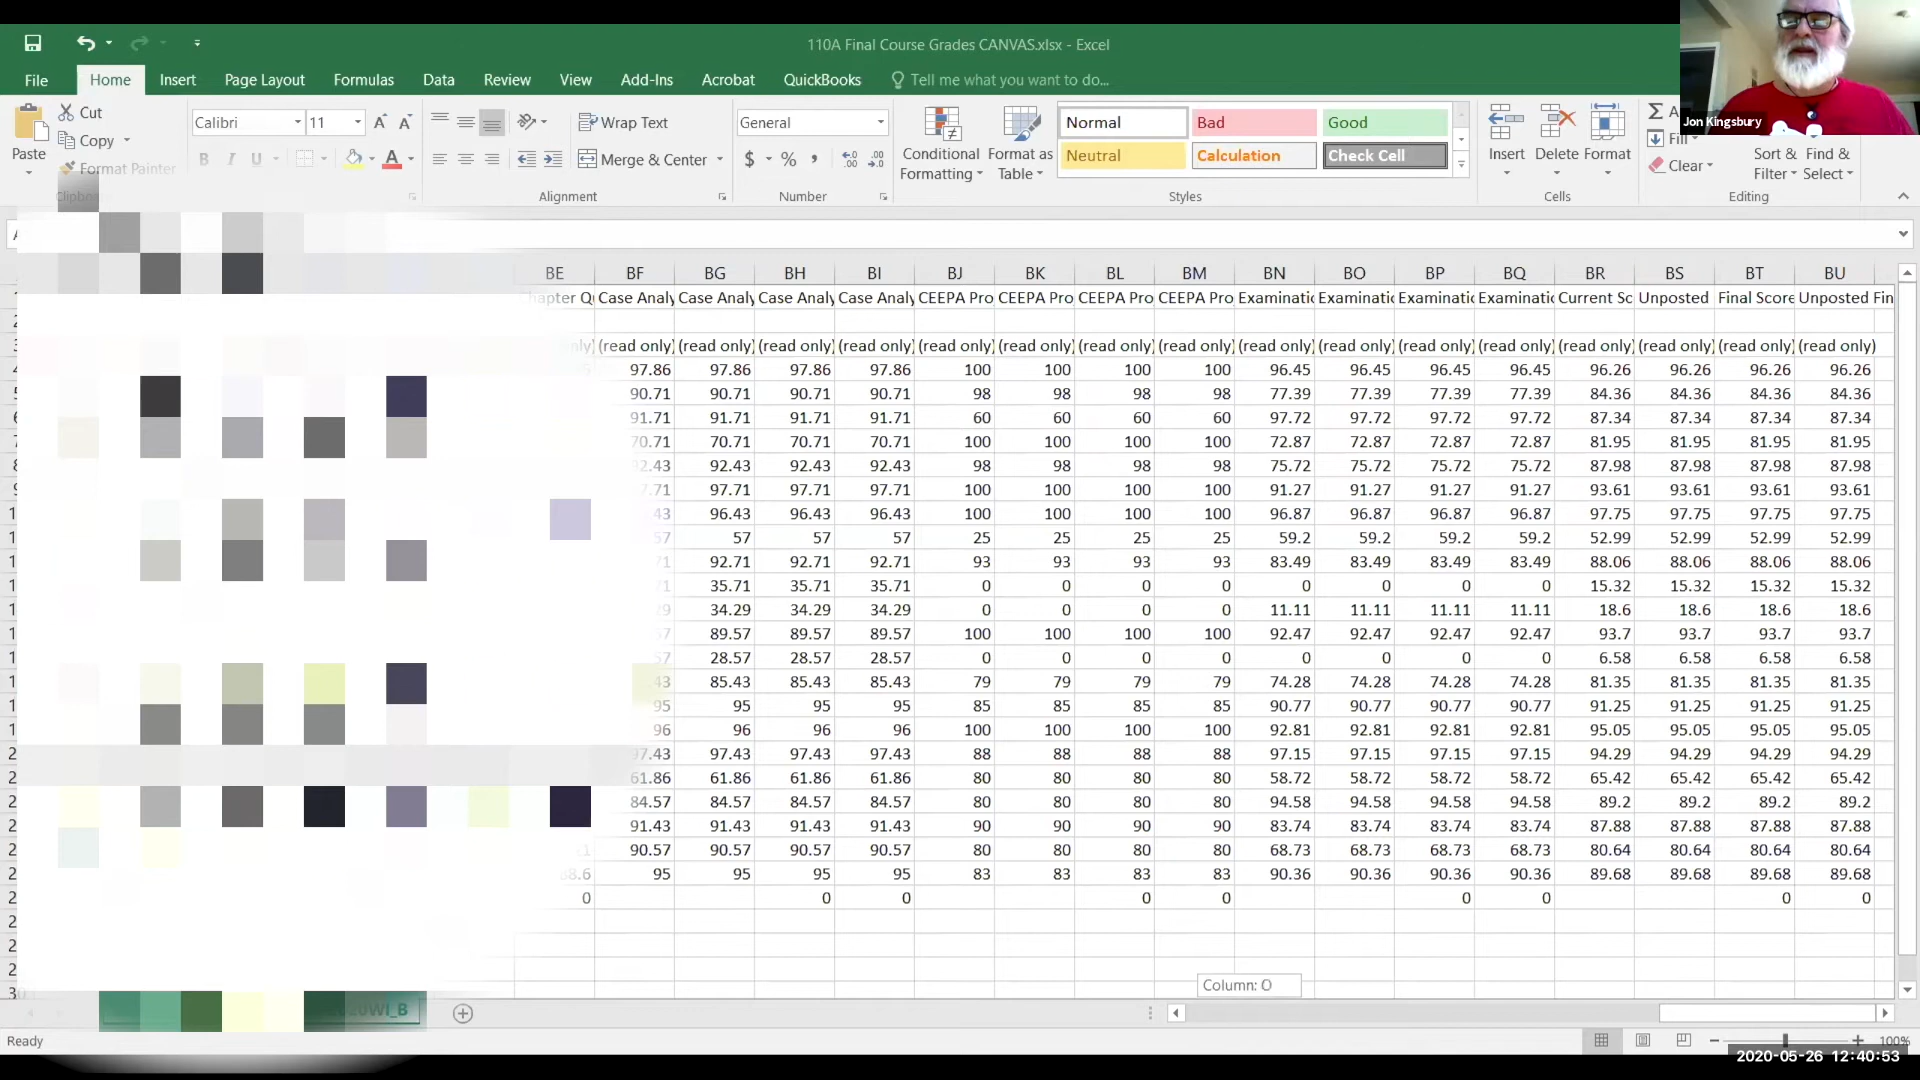 110A Final Course Grades CANVAS.xlsx - Excel
File Home Insert Page Layout Formulas Data Review View Add-Ins Acrobat QuickBooks Tell me what you want to do...
Jon Kingsbury
Paste Cut Copy Format Painter
Calibri 11 B I U A
Wrap Text Merge & Center
General $ % ,
Conditional Formatting Format as Table
Normal Bad Good
Neutral Calculation Check Cell
Insert Delete Format
Fill Clear
Sort & Filter Find & Select
Alignment Number Styles Cells Editing
BE BF BG BH BI BJ BK BL BM BN BO BP BQ BR BS BT BU
Case Analy Case Analy Case Analy Case Analy CEEPA Pro CEEPA Pro CEEPA Pro CEEPA Pro Examinatic Examinatic Examinatic Examinatic Current Sc Unposted Final Score Unposted Fin
(read only) (read only) (read only) (read only) (read only) (read only) (read only) (read only) (read only) (read only) (read only) (read only) (read only) (read only) (read only) (read only)
97.86 97.86 97.86 97.86 100 100 100 100 96.45 96.45 96.45 96.45 96.26 96.26 96.26 96.26
90.71 90.71 90.71 90.71 98 98 98 98 77.39 77.39 77.39 77.39 84.36 84.36 84.36 84.36
91.71 91.71 91.71 91.71 60 60 60 60 97.72 97.72 97.72 97.72 87.34 87.34 87.34 87.34
70.71 70.71 70.71 70.71 100 100 100 100 72.87 72.87 72.87 72.87 81.95 81.95 81.95 81.95
92.43 92.43 92.43 98 98 98 98 75.72 75.72 75.72 75.72 87.98 87.98 87.98 87.98
97.71 97.71 97.71 100 100 100 100 91.27 91.27 91.27 91.27 93.61 93.61 93.61 93.61
96.43 96.43 96.43 100 100 100 100 96.87 96.87 96.87 96.87 97.75 97.75 97.75 97.75
57 57 57 25 25 25 25 59.2 59.2 59.2 59.2 52.99 52.99 52.99 52.99
92.71 92.71 92.71 93 93 93 93 83.49 83.49 83.49 83.49 88.06 88.06 88.06 88.06
35.71 35.71 35.71 0 0 0 0 0 0 0 0 15.32 15.32 15.32 15.32
34.29 34.29 34.29 0 0 0 0 11.11 11.11 11.11 11.11 18.6 18.6 18.6 18.6
89.57 89.57 89.57 100 100 100 100 92.47 92.47 92.47 92.47 93.7 93.7 93.7 93.7
28.57 28.57 28.57 0 0 0 0 0 0 0 0 6.58 6.58 6.58 6.58
85.43 85.43 85.43 79 79 79 79 74.28 74.28 74.28 74.28 81.35 81.35 81.35 81.35
95 95 95 95 85 85 85 85 90.77 90.77 90.77 90.77 91.25 91.25 91.25 91.25
96 96 96 96 100 100 100 100 92.81 92.81 92.81 92.81 95.05 95.05 95.05 95.05
97.43 97.43 97.43 97.43 88 88 88 88 97.15 97.15 97.15 97.15 94.29 94.29 94.29 94.29
61.86 61.86 61.86 61.86 80 80 80 80 58.72 58.72 58.72 58.72 65.42 65.42 65.42 65.42
84.57 84.57 84.57 84.57 80 80 80 80 94.58 94.58 94.58 94.58 89.2 89.2 89.2 89.2
91.43 91.43 91.43 91.43 90 90 90 90 83.74 83.74 83.74 83.74 87.88 87.88 87.88 87.88
90.57 90.57 90.57 90.57 80 80 80 80 68.73 68.73 68.73 68.73 80.64 80.64 80.64 80.64
95 95 95 95 83 83 83 83 90.36 90.36 90.36 90.36 89.68 89.68 89.68 89.68
0 0 0 0 0 0 0 0 0
Column: O
Ready
100%
2020-05-26 12:40:53